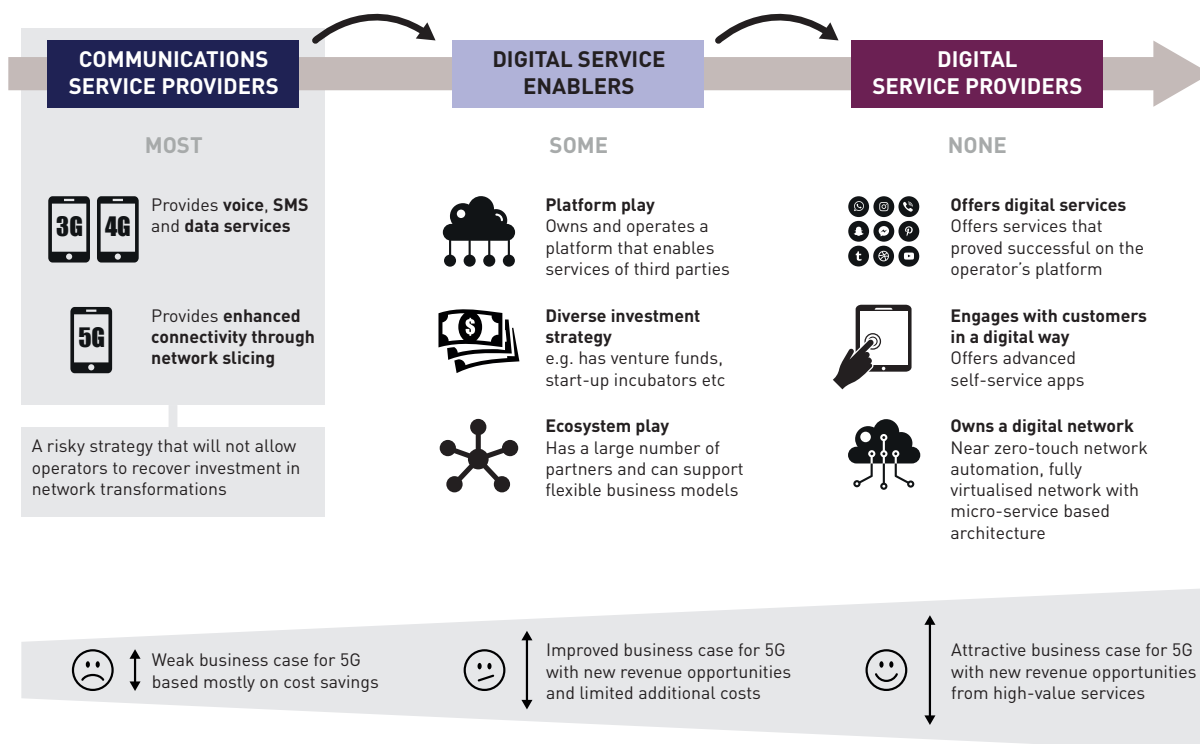 COMMUNICATIONS
SERVICE PROVIDERS
MOST
3G
4G
Provides voice, SMS
and data services
5G
Provides enhanced
connectivity through
network slicing
A risky strategy that will not allow
operators to recover investment in
network transformations
DIGITAL SERVICE
ENABLERS
SOME
Platform play
Owns and operates a
platform that enables
services of third parties
$
Diverse investment
strategy
e.g. has venture funds,
start-up incubators etc
Ecosystem play
Has a large number of
partners and can support
flexible business models
DIGITAL
SERVICE PROVIDERS
NONE
t
Offers digital services
Offers services that
proved successful on the
operator’s platform
Engages with customers
in a digital way
Offers advanced
self-service apps
Owns a digital network
Near zero-touch network
automation, fully
virtualised network with
micro-service based
architecture
Weak business case for 5G
based mostly on cost savings
Improved business case for 5G
with new revenue opportunities
and limited additional costs
Attractive business case for 5G
with new revenue opportunities
from high-value services